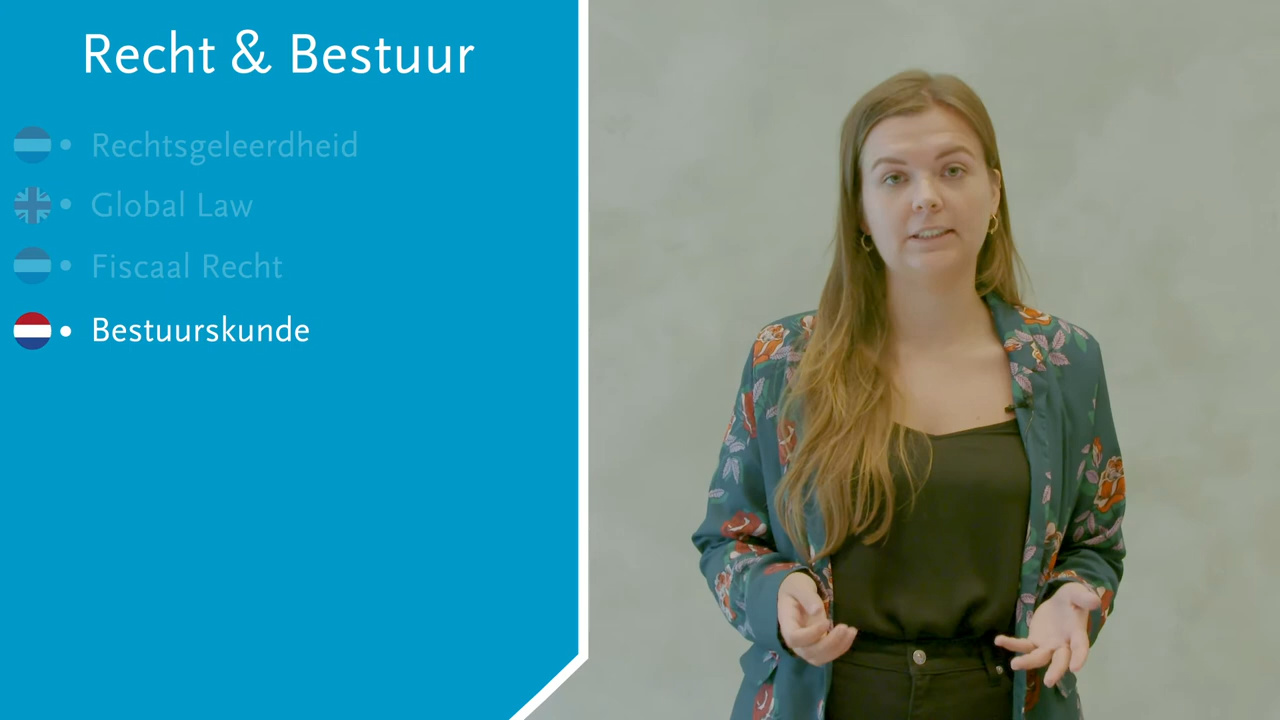 Recht & Bestuur
• Rechtsgeleerdheid
• Global Law
• Fiscaal Recht
• Bestuurskunde